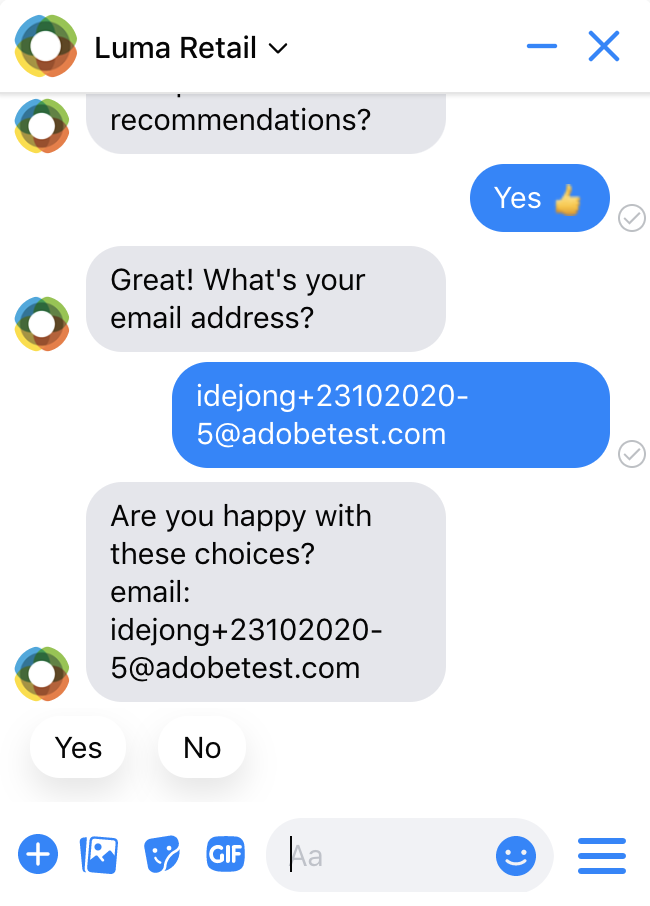 Luma Retail
recommendations?
Yes 👍
Great! What's your
email address?
idejong+23102020-
5@adobetest.com
Are you happy with
these choices?
email:
idejong+23102020-
5@adobetest.com
Yes
No
GIF
Aa